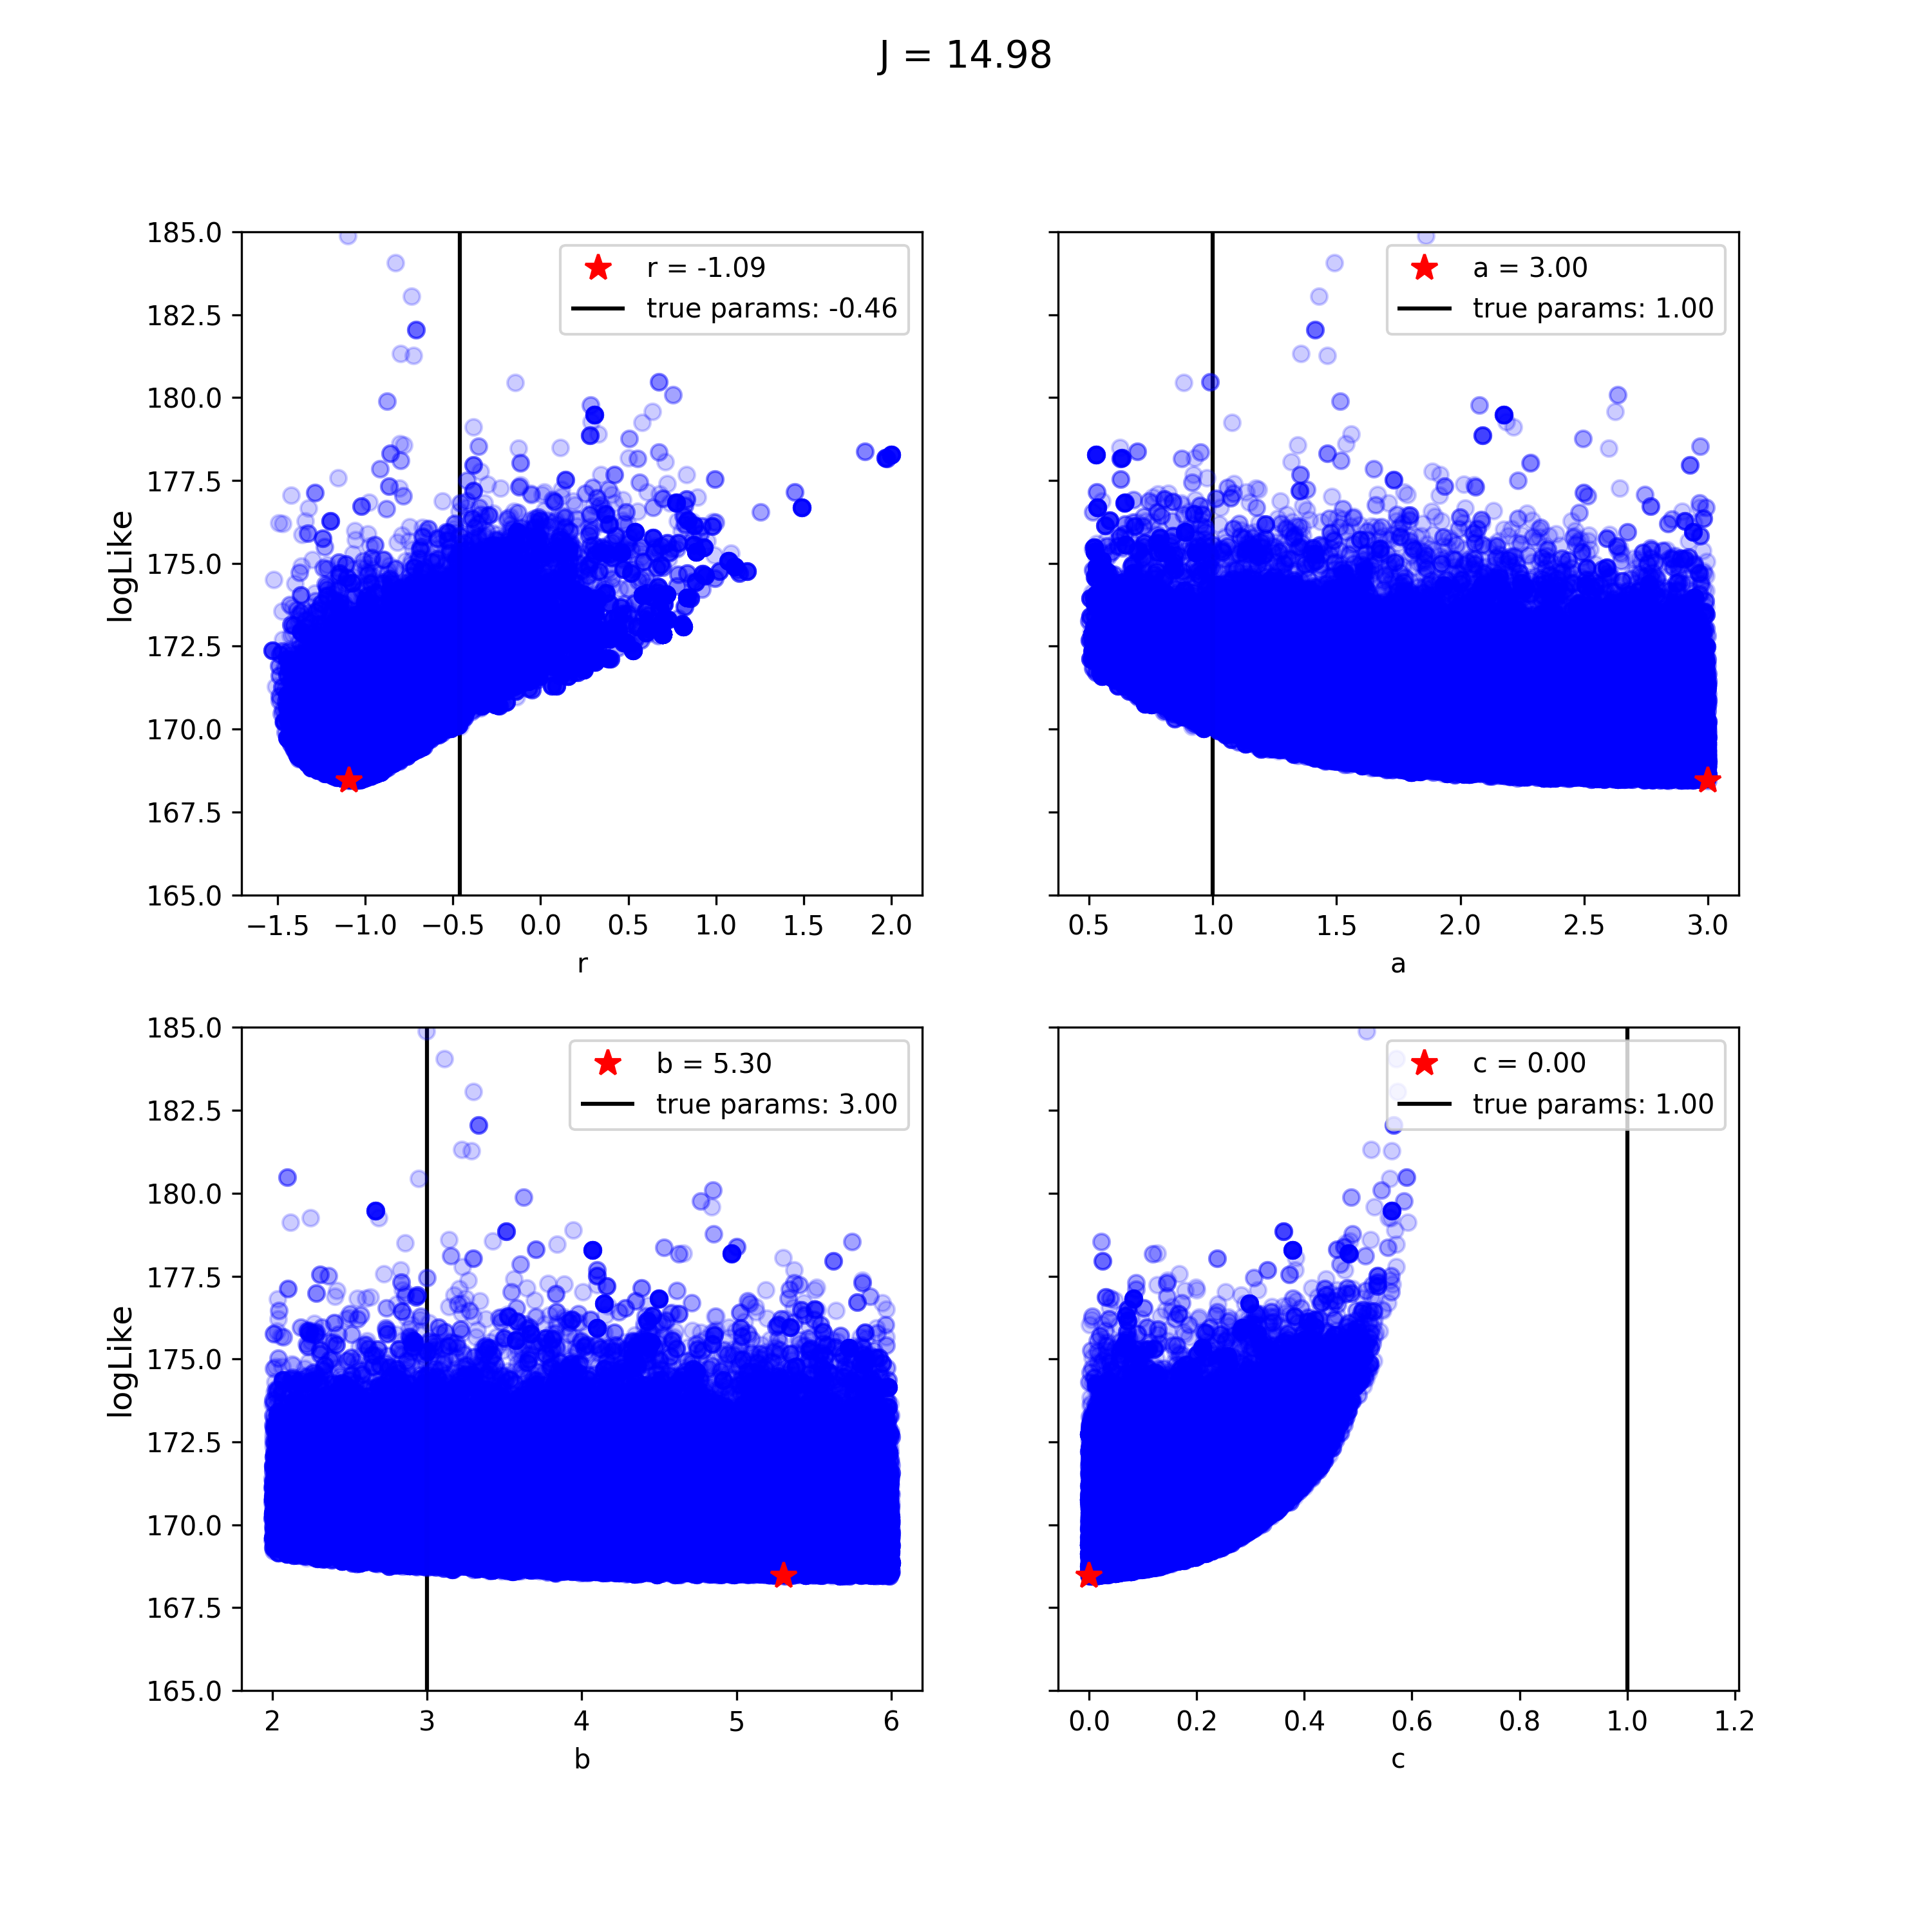 J = 14.98
r = -1.09
true params: -0.46
a = 3.00
true params: 1.00
185.0
182.5
180.0
177.5
175.0
172.5
170.0
167.5
165.0
logLike
−1.5 −1.0 −0.5 0.0 0.5 1.0 1.5 2.0
r
0.5 1.0 1.5 2.0 2.5 3.0
a
b = 5.30
true params: 3.00
c = 0.00
true params: 1.00
185.0
182.5
180.0
177.5
175.0
172.5
170.0
167.5
165.0
logLike
2 3 4 5 6
b
0.0 0.2 0.4 0.6 0.8 1.0 1.2
c